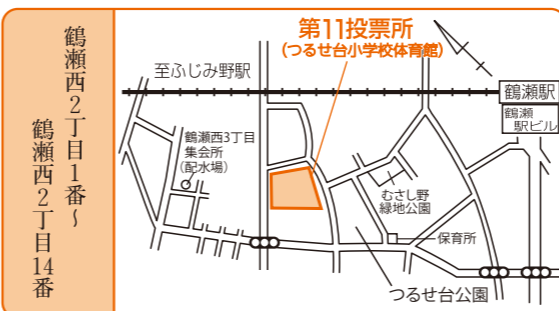 鶴瀬西2丁目1番～
鶴瀬西2丁目14番
第11投票所
(つるせ台小学校体育館)
至ふじみ野駅
鶴瀬駅
鶴瀬
駅ビル
鶴瀬西3丁目
集会所
(配水場)
むさし野
緑地公園
保育所
つるせ台公園